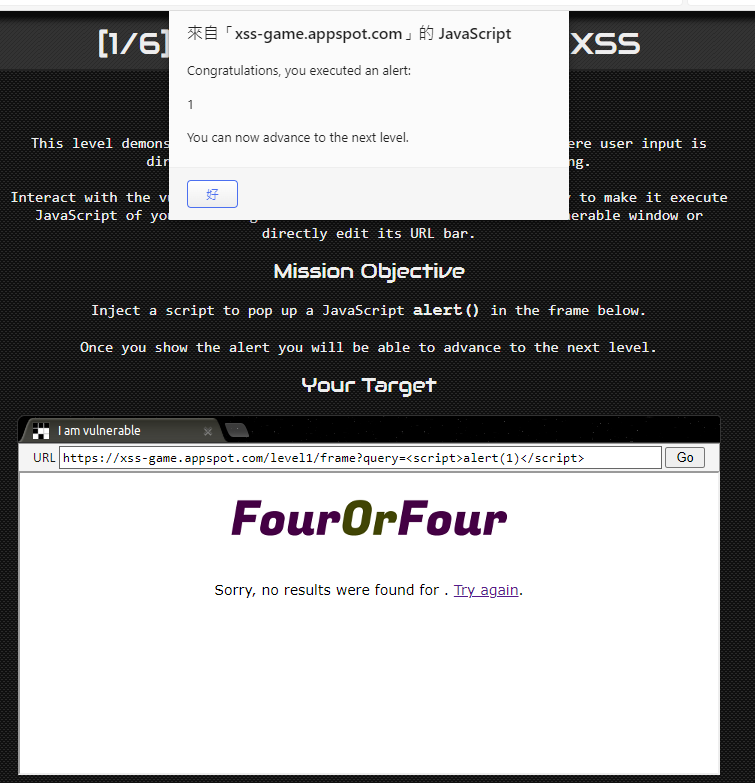 [1/6] XSS
來自「xss-game.appspot.com」的 JavaScript
Congratulations, you executed an alert:
1
You can now advance to the next level.
好
This level demons ere user input is
dir ng.
Interact with the vu y to make it execute
JavaScript of yo nerable window or
directly edit its URL bar.
Mission Objective
Inject a script to pop up a JavaScript alert() in the frame below.
Once you show the alert you will be able to advance to the next level.
Your Target
I am vulnerable
URL https://xss-game.appspot.com/level1/frame?query=<script>alert(1)</script> Go
FourOrFour
Sorry, no results were found for . Try again.